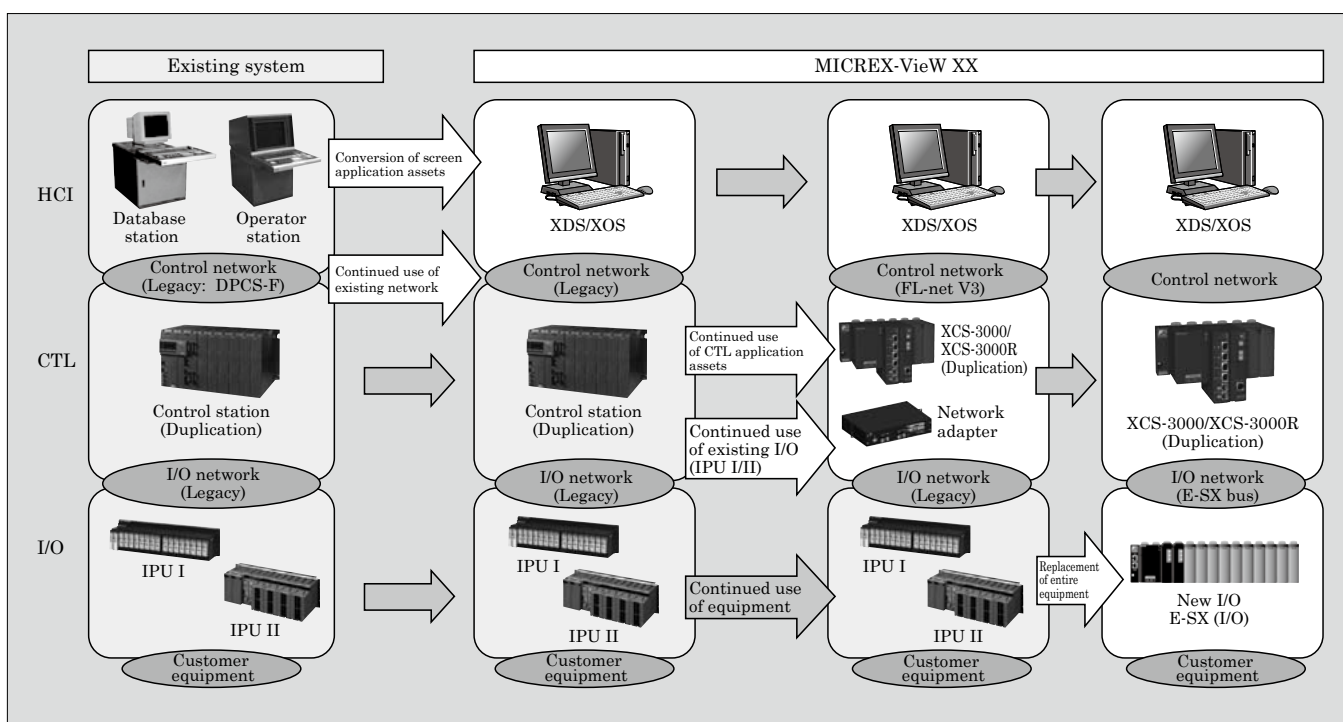 Existing system
MICREX-VieW XX
HCI
Database
station
Operator
station
Conversion of screen
application assets
XDS/XOS
XDS/XOS
XDS/XOS
Control network
(Legacy: DPCS-F)
Continued use of
existing network
Control network
(Legacy)
Control network
(FL-net V3)
Control network
CTL
Control station
(Duplication)
Control station
(Duplication)
Continued use
of CTL application
assets
XCS-3000/
XCS-3000R
(Duplication)
Continued use
of existing I/O
(IPU I/II)
Network
adapter
XCS-3000/XCS-3000R
(Duplication)
I/O network
(Legacy)
I/O network
(Legacy)
I/O network
(Legacy)
I/O network
(E-SX bus)
I/O
IPU I
IPU II
IPU I
IPU II
Continued use
of equipment
IPU I
IPU II
Replacement
of entire
equipment
New I/O
E-SX (I/O)
Customer
equipment
Customer
equipment
Customer
equipment
Customer
equipment